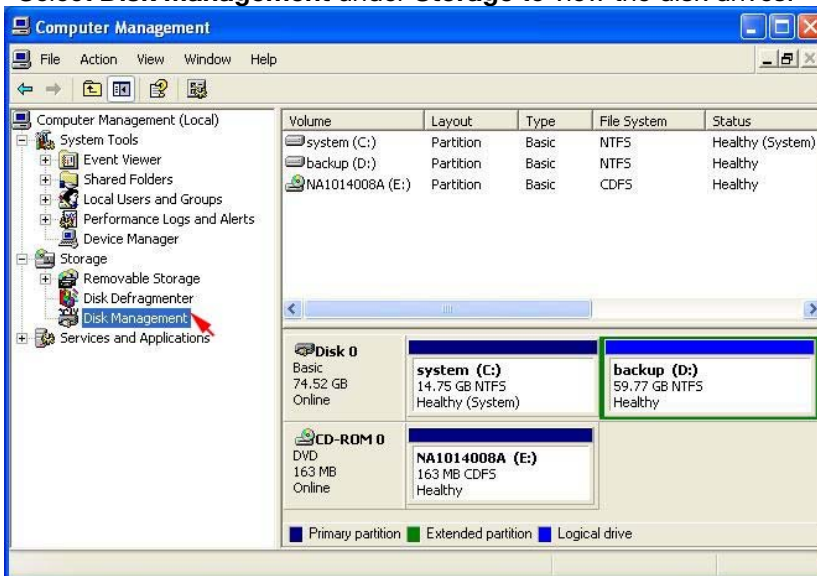 Select Disk Management under Storage to view the disk drives.
Computer Management
File Action View Window Help
Computer Management (Local)
System Tools
Event Viewer
Shared Folders
Local Users and Groups
Performance Logs and Alerts
Device Manager
Storage
Removable Storage
Disk Defragmenter
Disk Management
Services and Applications
Volume Layout Type File System Status
system (C:) Partition Basic NTFS Healthy (System)
backup (D:) Partition Basic NTFS Healthy
NA1014008A (E:) Partition Basic CDFS Healthy
Disk 0
Basic
74.52 GB
Online
system (C:)
14.75 GB NTFS
Healthy (System)
backup (D:)
59.77 GB NTFS
Healthy
CD-ROM 0
DVD
163 MB
Online
NA1014008A (E:)
163 MB CDFS
Healthy
Primary partition Extended partition Logical drive